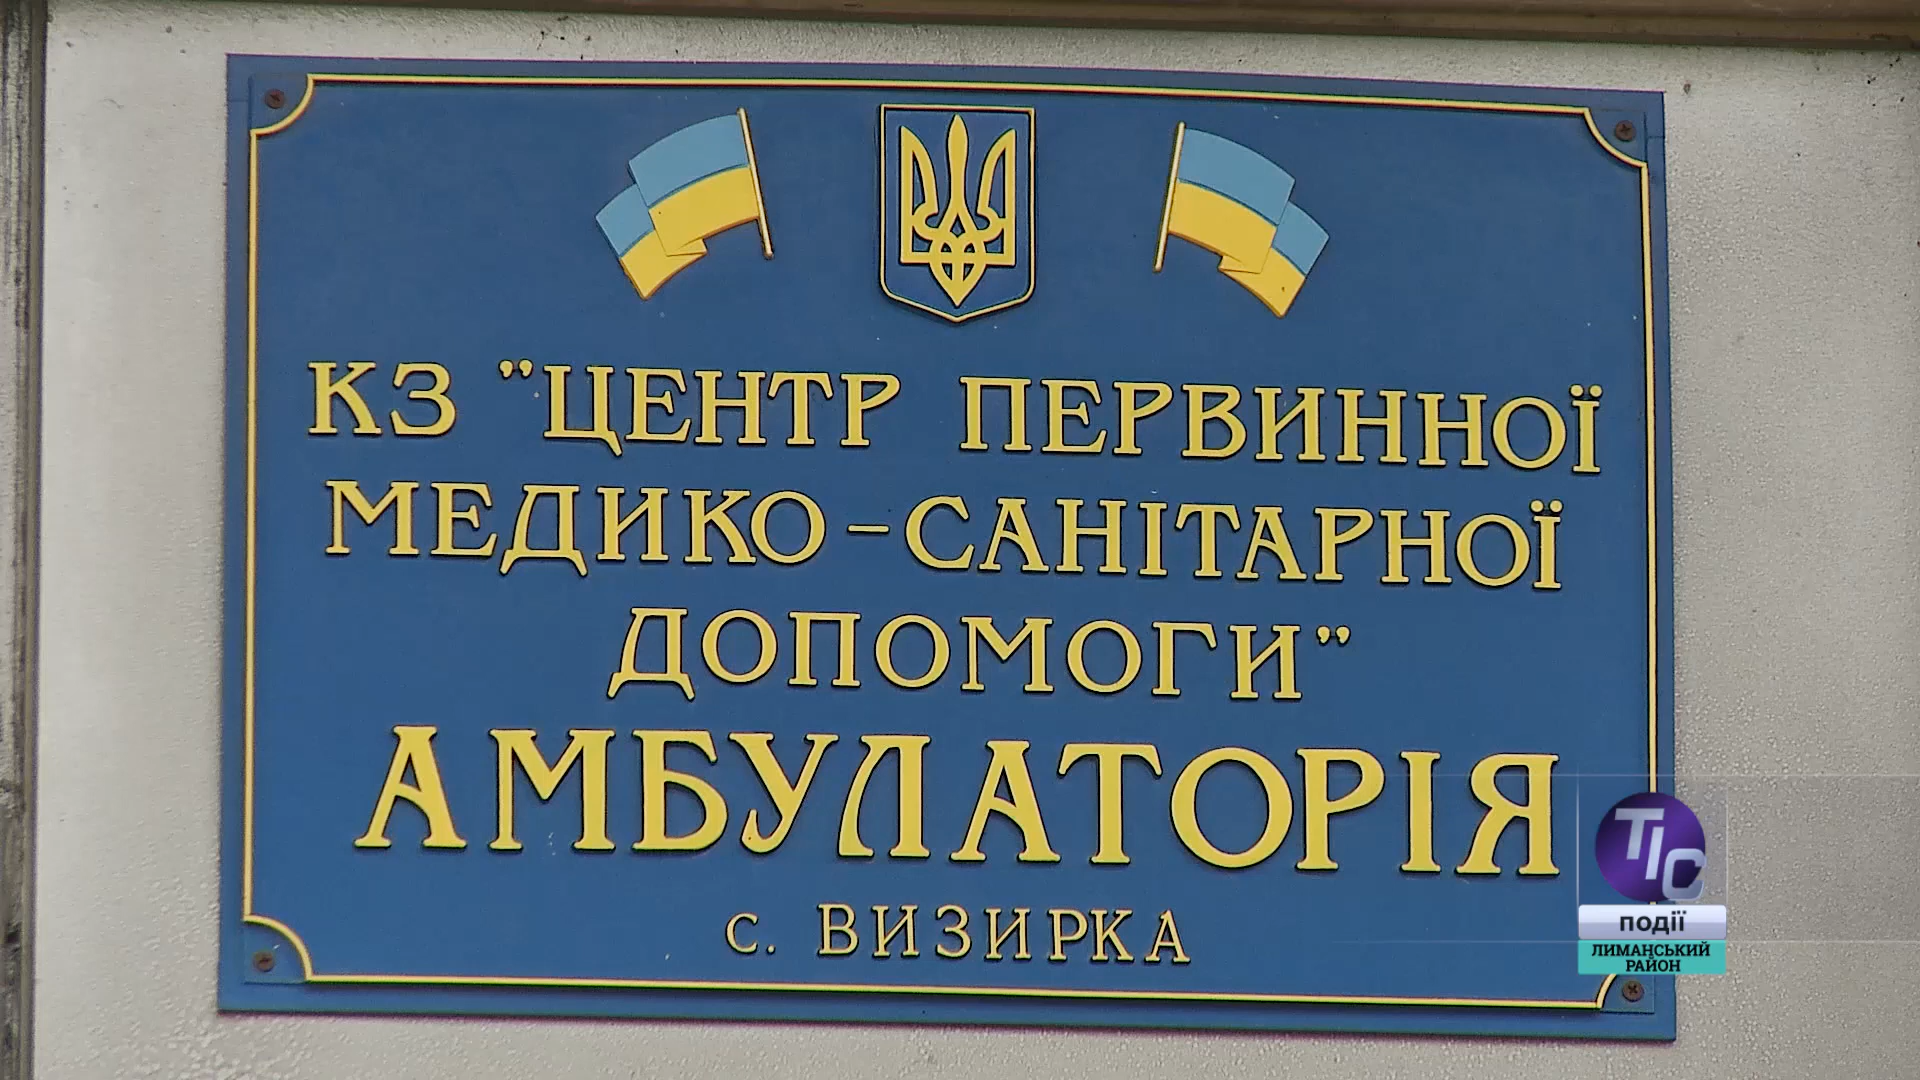 КЗ "ЦЕНТР ПЕРВИННОЇ
МЕДИКО-САНІТАРНОЇ
ДОПОМОГИ"
АМБУЛАТОРІЯ
с. ВИЗИРКА
ТІС
події
ЛИМАНСЬКИЙ
РАЙОН